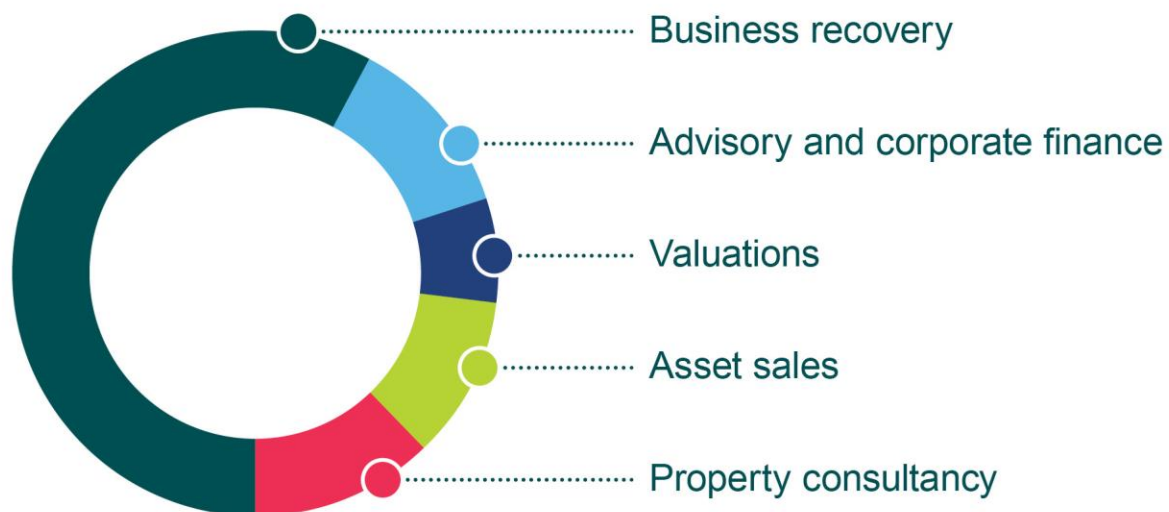 Business recovery
Advisory and corporate finance
Valuations
Asset sales
Property consultancy